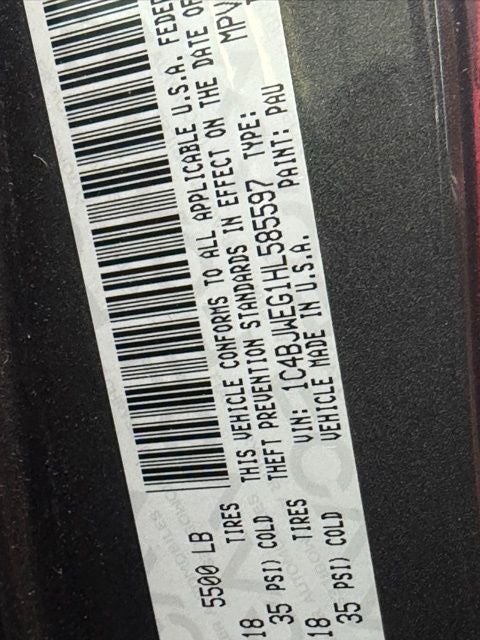 5500 LB
THIS VEHICLE CONFORMS TO ALL APPLICABLE U.S.A.
THEFT PREVENTION STANDARDS IN EFFECT ON THE DATE OF
VIN: 1C4BJWEG1HL585597 TYPE: MPV
VEHICLE MADE IN U.S.A. PAINT: PAU
TIRES
18
35 PSI) COLD
TIRES
18
35 PSI) COLD